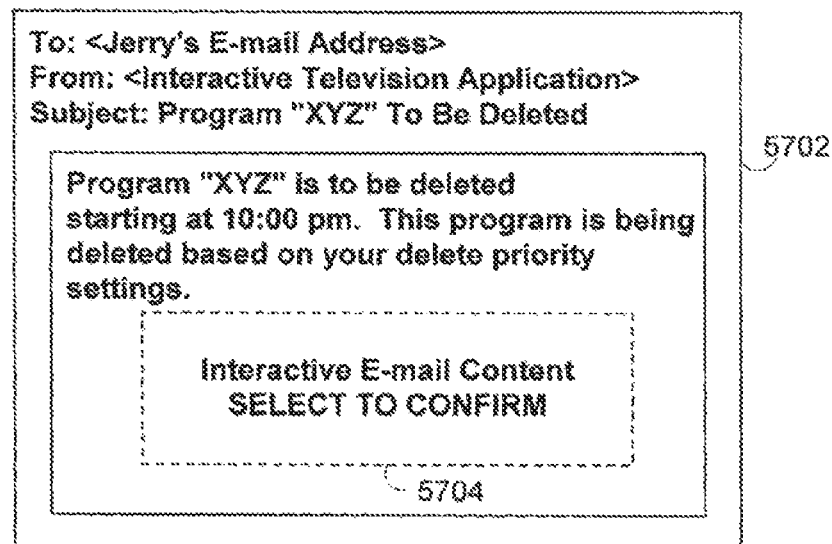 To: <Jerry's E-mail Address>
From: <Interactive Television Application>
Subject: Program "XYZ" To Be Deleted
5702
Program "XYZ" is to be deleted
starting at 10:00 pm. This program is being
deleted based on your delete priority
settings.
Interactive E-mail Content
SELECT TO CONFIRM
5704